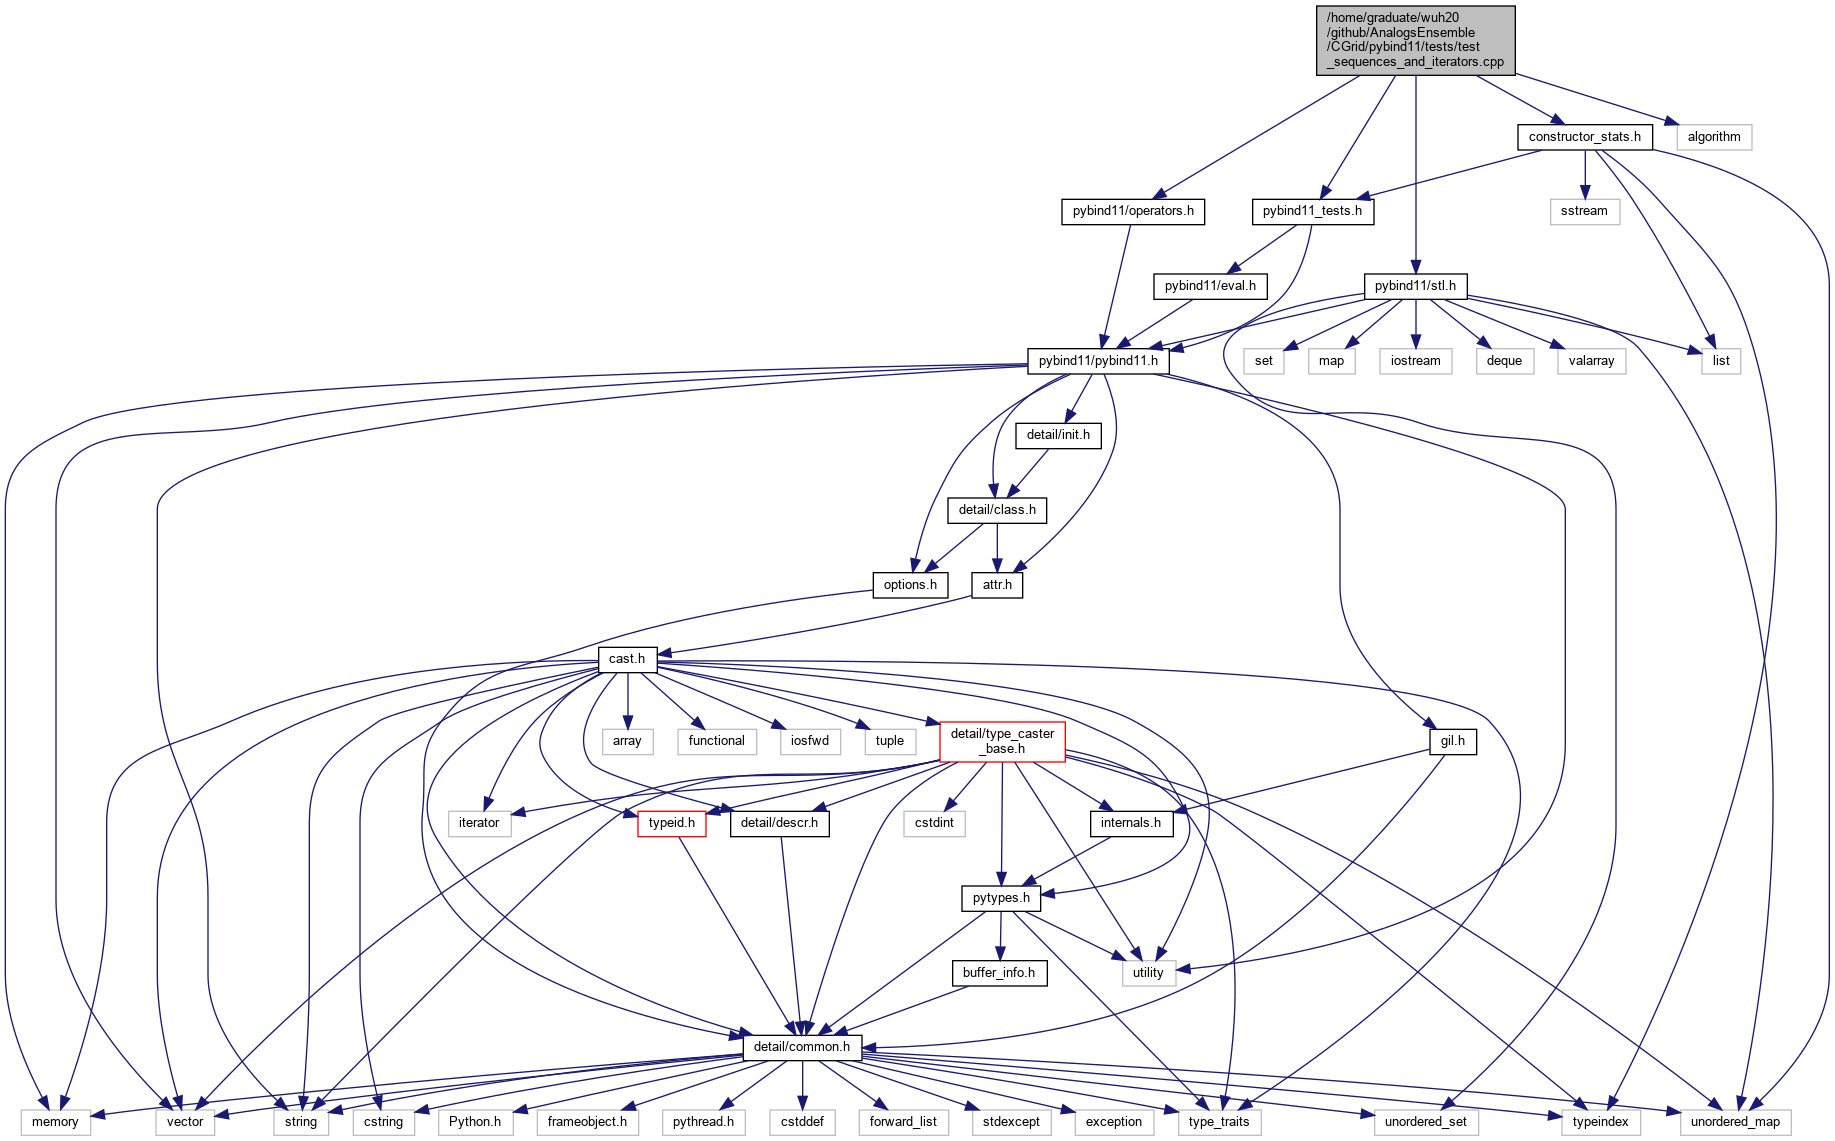 /home/graduate/wuh20
/github/AnalogsEnsemble
/CGrid/pybind11/tests/test
_sequences_and_iterators.cpp
constructor_stats.h
algorithm
pybind11/operators.h
pybind11_tests.h
sstream
pybind11/eval.h
pybind11/stl.h
pybind11/pybind11.h
set
map
iostream
deque
valarray
list
detail/init.h
detail/class.h
options.h
attr.h
cast.h
array
functional
iosfwd
tuple
detail/type_caster
_base.h
gil.h
iterator
typeid.h
detail/descr.h
cstdint
internals.h
pytypes.h
buffer_info.h
utility
detail/common.h
memory
vector
string
cstring
Python.h
frameobject.h
pythread.h
cstddef
forward_list
stdexcept
exception
type_traits
unordered_set
typeindex
unordered_map